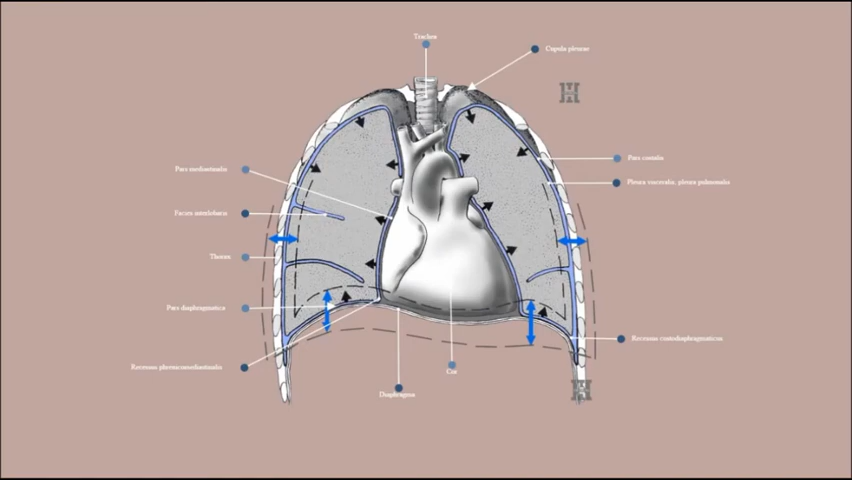 Trachea
Cupula pleurae
Pars costalis
Pars mediastinalis
Pleura visceralis, pleura pulmonalis
Fissura interlobaris
Thorax
Pars diaphragmatica
Recessus costodiaphragmaticus
Recessus phrenicomediastinalis
Cor
Diaphragma